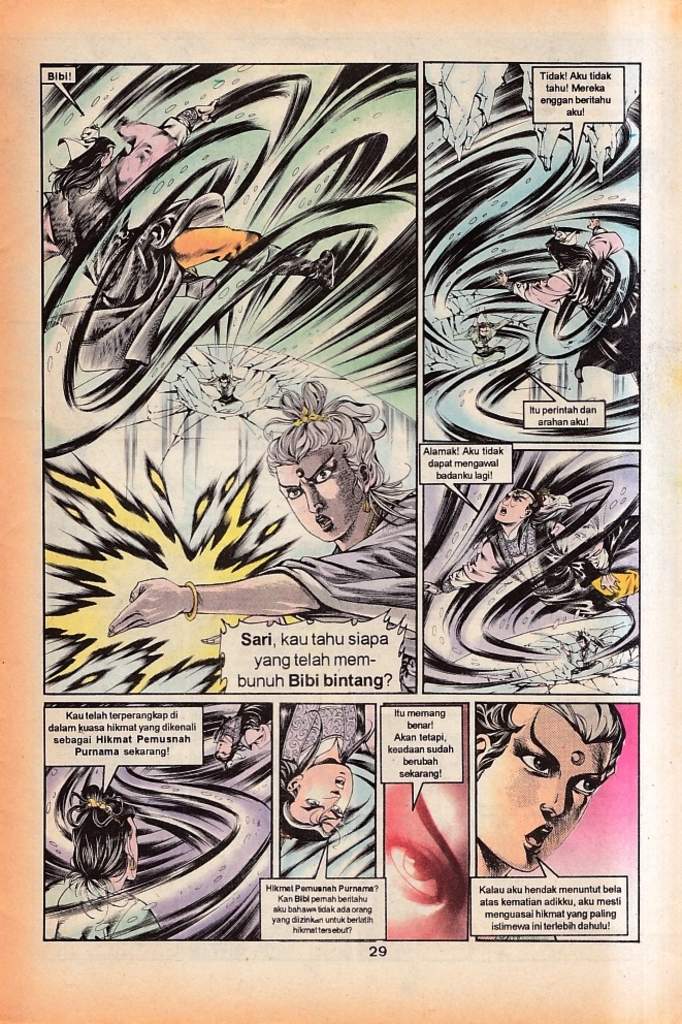 Bibi!
Sari, kau tahu siapa
yang telah mem-
bunuh Bibi bintang?
Tidak! Aku tidak
tahu! Mereka
enggan beritahu
aku!
Itu perintah dan
arahan aku!
Alamak! Aku tidak
dapat mengawal
badanku lagi!
Kau telah terperangkap di
dalam kuasa hikmat yang dikenali
sebagai Hikmat Pemusnah
Purnama sekarang!
Hikmat Pemusnah Purnama?
Kan Bibi pernah beritahu
aku bahawa tidak ada orang
yang diizinkan untuk berlatih
hikmat tersebut?
Itu memang
benar!
Akan tetapi,
keadaan sudah
berubah
sekarang!
Kalau aku hendak menuntut bela
atas kematian adikku, aku mesti
menguasai hikmat yang paling
istimewa ini terlebih dahulu!
29